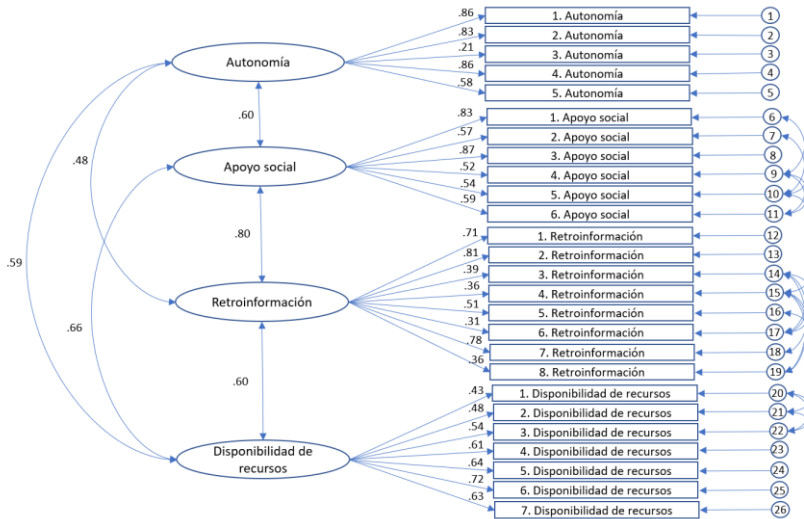 .86 1. Autonomía 1
.83 2. Autonomía 2
.21 3. Autonomía 3
.86 4. Autonomía 4
.58 5. Autonomía 5
Autonomía
.60
.83 1. Apoyo social 6
.57 2. Apoyo social 7
.87 3. Apoyo social 8
.52 4. Apoyo social 9
.54 5. Apoyo social 10
.59 6. Apoyo social 11
Apoyo social
.48
.80
.59
.66
.71 1. Retroinformación 12
.81 2. Retroinformación 13
.39 3. Retroinformación 14
.36 4. Retroinformación 15
.51 5. Retroinformación 16
.31 6. Retroinformación 17
.78 7. Retroinformación 18
.36 8. Retroinformación 19
Retroinformación
.60
.43 1. Disponibilidad de recursos 20
.48 2. Disponibilidad de recursos 21
.54 3. Disponibilidad de recursos 22
.61 4. Disponibilidad de recursos 23
.64 5. Disponibilidad de recursos 24
.72 6. Disponibilidad de recursos 25
.63 7. Disponibilidad de recursos 26
Disponibilidad de
recursos